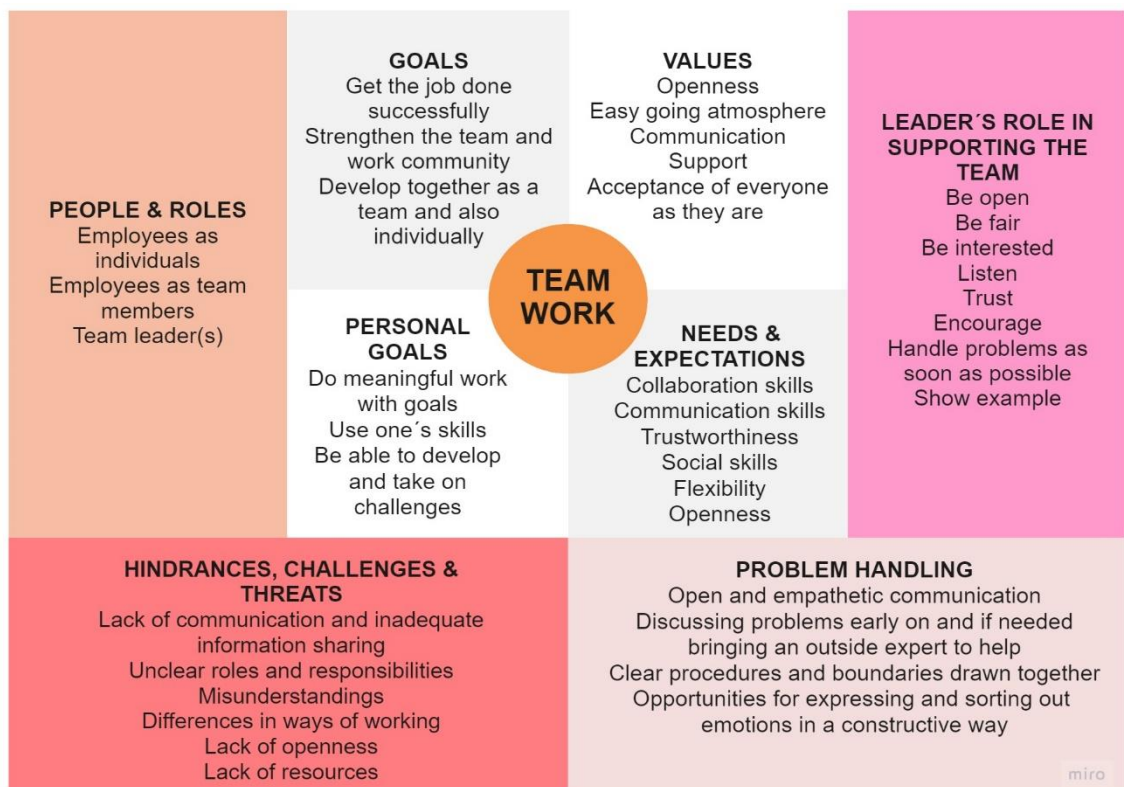 PEOPLE & ROLES
Employees as
individuals
Employees as team
members
Team leader(s)
GOALS
Get the job done
successfully
Strengthen the team and
work community
Develop together as a
team and also
individually
VALUES
Openness
Easy going atmosphere
Communication
Support
Acceptance of everyone
as they are
LEADER´S ROLE IN
SUPPORTING THE
TEAM
Be open
Be fair
Be interested
Listen
Trust
Encourage
Handle problems as
soon as possible
Show example
TEAM
WORK
PERSONAL
GOALS
Do meaningful work
with goals
Use one´s skills
Be able to develop
and take on
challenges
NEEDS &
EXPECTATIONS
Collaboration skills
Communication skills
Trustworthiness
Social skills
Flexibility
Openness
HINDRANCES, CHALLENGES &
THREATS
Lack of communication and inadequate
information sharing
Unclear roles and responsibilities
Misunderstandings
Differences in ways of working
Lack of openness
Lack of resources
PROBLEM HANDLING
Open and empathetic communication
Discussing problems early on and if needed
bringing an outside expert to help
Clear procedures and boundaries drawn together
Opportunities for expressing and sorting out
emotions in a constructive way
miro